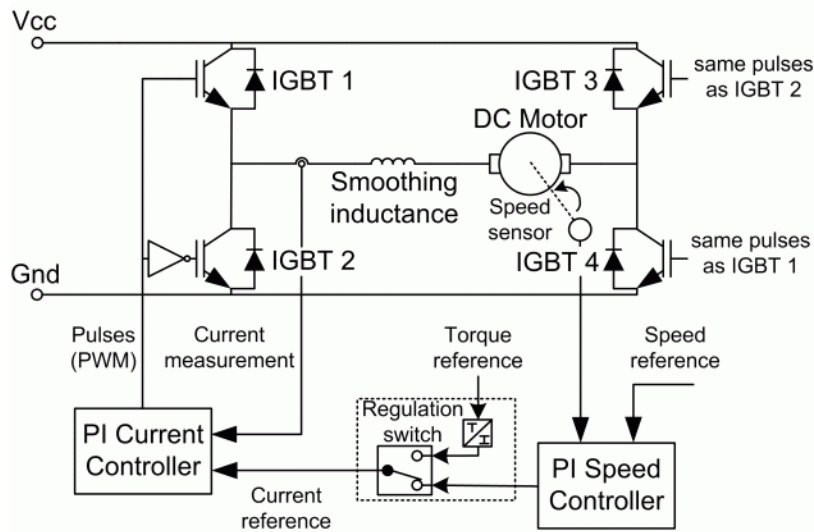 Vcc
IGBT 1
IGBT 3
same pulses
as IGBT 2
DC Motor
Smoothing
inductance
Speed
sensor
IGBT 2
IGBT 4
same pulses
as IGBT 1
Gnd
Pulses
(PWM)
Current
measurement
Torque
reference
Speed
reference
Regulation
switch
T
I
PI Current
Controller
Current
reference
PI Speed
Controller